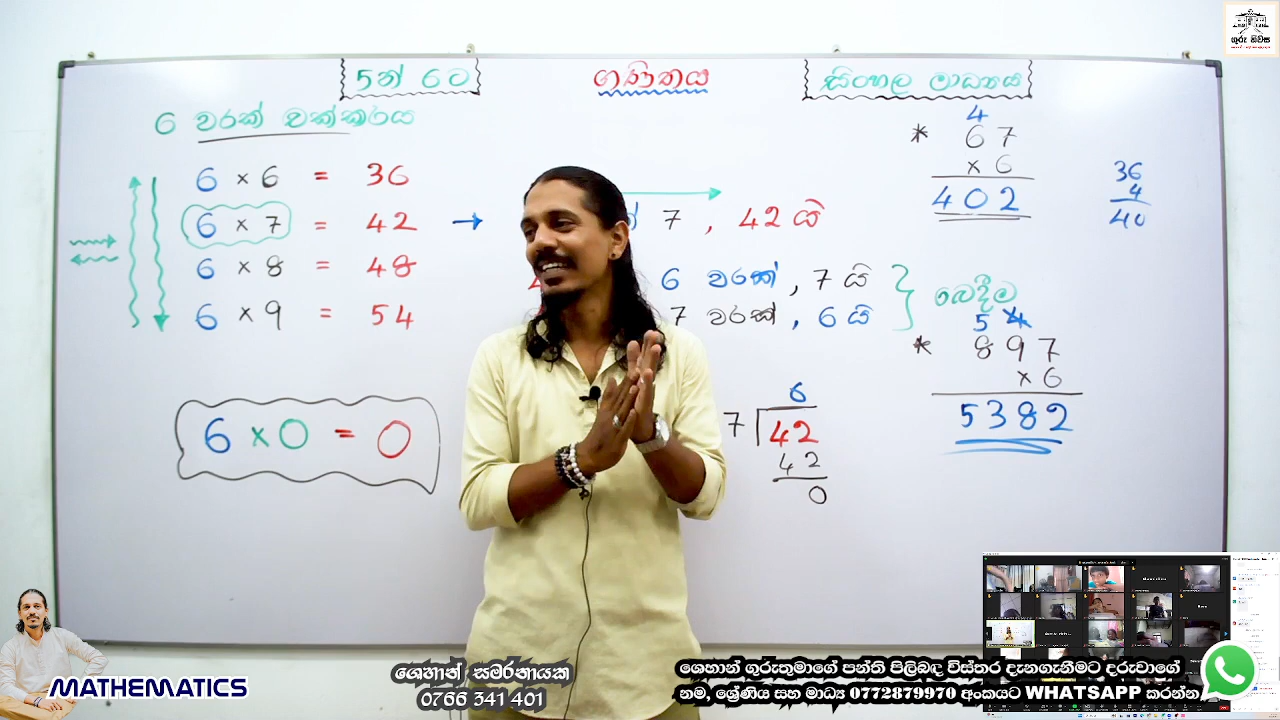 5න් 6ට
ගණිතය
සිංහල මාධ්‍යය
6 වරක් චක්කරය
6 × 6 = 36
6 × 7 = 42
7 , 42 යි
6 × 8 = 48
6 වරක් , 7 යි
6 × 9 = 54
7 වරක් , 6 යි
බෙදීම
6 × 0 = 0
6
7 42
42
0
4
* 67
× 6
402
36
4
40
5 4
* 897
× 6
5382
ගුරු නිවස
MATHEMATICS
ශෙහාන් සමරනායක
0766 341 401
ශෙහාන් ගුරුතුමාගේ පන්ති පිලිබඳ විස්තර දැනගැනීමට දරුවාගේ
නම, ශ්‍රේණිය සහ මාධ්‍ය 0772879970 අංකයට WHATSAPP කරන්න